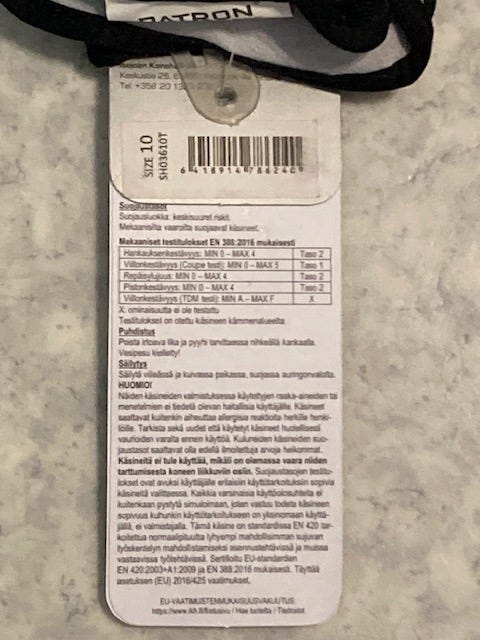 PATRON
Tel. +358 20 
SIZE 10
SH03610T
6 418914 786240
Suojaustasot
Suojausluokka: keskisuuret riskit.
Mekaanisilta vaaroilta suojaavat käsineet.
Mekaaniset testitulokset EN 388:2016 mukaisesti
Hankauksenkestävyys: MIN 0 – MAX 4 Taso 2
Viillonkestävyys (Coupe testi): MIN 0 – MAX 5 Taso 1
Repäisylujuus: MIN 0 – MAX 4 Taso 2
Pistonkestävyys: MIN 0 – MAX 4 Taso 2
Viillonkestävyys (TDM testi): MIN A – MAX F X
X: ominaisuutta ei ole testattu
Testitulokset on otettu käsineen kämmenalueelta.
Puhdistus
Poista irtoava lika ja pyyhi tarvittaessa nihkeällä kankaalla.
Vesipesu kielletty!
Säilytys
Säilytä viileässä ja kuivassa paikassa, suojassa auringonvalolta.
HUOMIO!
Näiden käsineiden valmistuksessa käytettyjen raaka-aineiden tai
menetelmien ei tiedetä olevan haitallisia käyttäjälle. Käsineet
saattavat kuitenkin aiheuttaa allergisia reaktioita herkille henki-
löille. Tarkista sekä uudet että käytetyt käsineet huolellisesti
vaurioiden varalta ennen käyttöä. Kuluneiden käsineiden suo-
jaustasot saattavat olla edellä ilmoitettuja arvoja heikommat.
Käsineitä ei tule käyttää, mikäli on olemassa vaara niiden
tarttumisesta koneen liikkuviin osiin. Suojaustasojen testitu-
lokset ovat avuksi käyttäjälle erilaisiin käyttötarkoituksiin sopivia
käsineitä valittaessa. Kaikkia varsinaisia käyttöolosuhteita ei
kuitenkaan pystytä simuloimaan, joten vastuu todeta käsineen
sopivuus kuhunkin käyttötarkoitukseen on yksinomaan käyttä-
jällä, ei valmistajalla. Tämä käsine on standardissa EN 420 tar-
koitettua normaalipituutta lyhyempi mahdollisimman sujuvan
työskentelyn mahdollistamiseksi asennustehtävissä ja muissa
vastaavissa työtehtävissä. Sertifioitu EU-standardien
EN 420:2003+A1:2009 ja EN 388:2016 mukaisesti. Täyttää
asetuksen (EU) 2016/425 vaatimukset.
EU-VAATIMUSTENMUKAISUUSVAKUUTUS:
https://www.ikh.fi/fi/etusivu / Hae tuotetta / Tiedostot